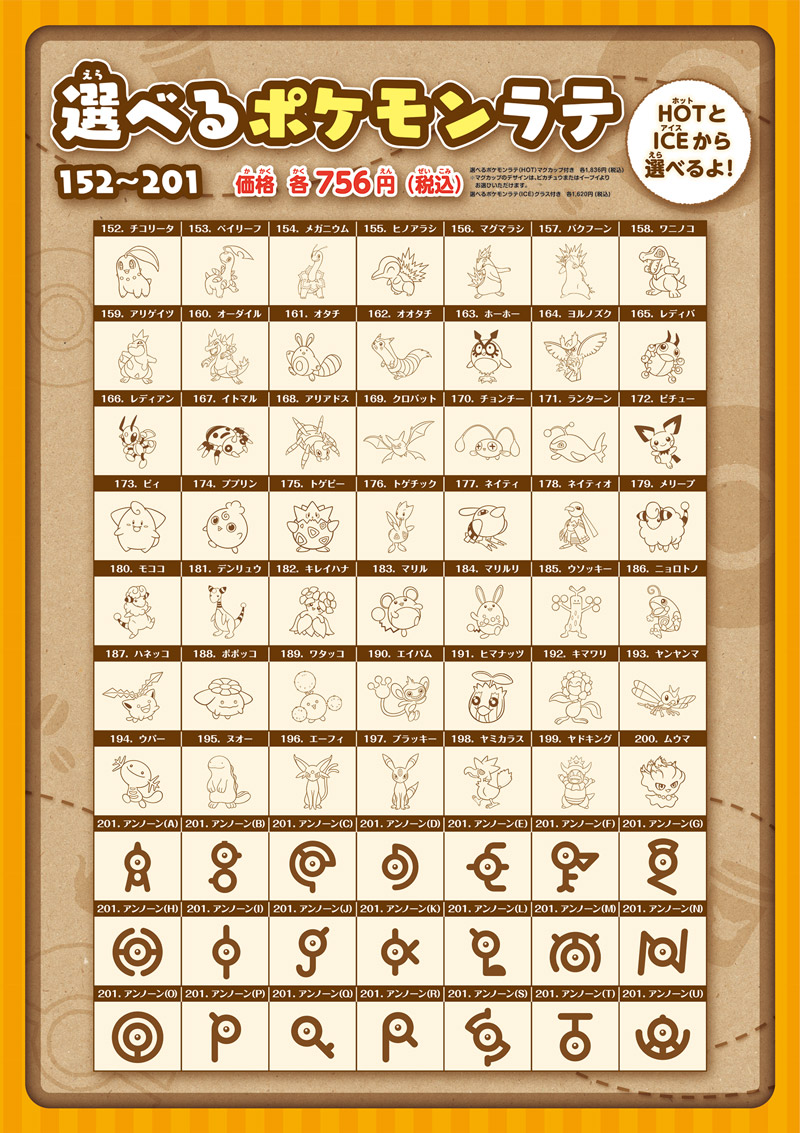 選べるポケモンラテ
えら
HOTと
ホット
ICEから
アイス
選べるよ!
えら
152~201
価格 各756円(税込)
か かく かく えん ぜい こみ
選べるポケモンラテ(HOT)マグカップ付き 各1,836円(税込)
※マグカップのデザインは、ピカチュウまたはイーブイより
お選びいただけます。
選べるポケモンラテ(ICE)グラス付き 各1,620円(税込)
152. チコリータ 153. ベイリーフ 154. メガニウム 155. ヒノアラシ 156. マグマラシ 157. バクフーン 158. ワニノコ
159. アリゲイツ 160. オーダイル 161. オタチ 162. オオタチ 163. ホーホー 164. ヨルノズク 165. レディバ
166. レディアン 167. イトマル 168. アリアドス 169. クロバット 170. チョンチー 171. ランターン 172. ピチュー
173. ピィ 174. ププリン 175. トゲピー 176. トゲチック 177. ネイティ 178. ネイティオ 179. メリープ
180. モココ 181. デンリュウ 182. キレイハナ 183. マリル 184. マリルリ 185. ウソッキー 186. ニョロトノ
187. ハネッコ 188. ポポッコ 189. ワタッコ 190. エイパム 191. ヒマナッツ 192. キマワリ 193. ヤンヤンマ
194. ウパー 195. ヌオー 196. エーフィ 197. ブラッキー 198. ヤミカラス 199. ヤドキング 200. ムウマ
201. アンノーン(A) 201. アンノーン(B) 201. アンノーン(C) 201. アンノーン(D) 201. アンノーン(E) 201. アンノーン(F) 201. アンノーン(G)
201. アンノーン(H) 201. アンノーン(I) 201. アンノーン(J) 201. アンノーン(K) 201. アンノーン(L) 201. アンノーン(M) 201. アンノーン(N)
201. アンノーン(O) 201. アンノーン(P) 201. アンノーン(Q) 201. アンノーン(R) 201. アンノーン(S) 201. アンノーン(T) 201. アンノーン(U)